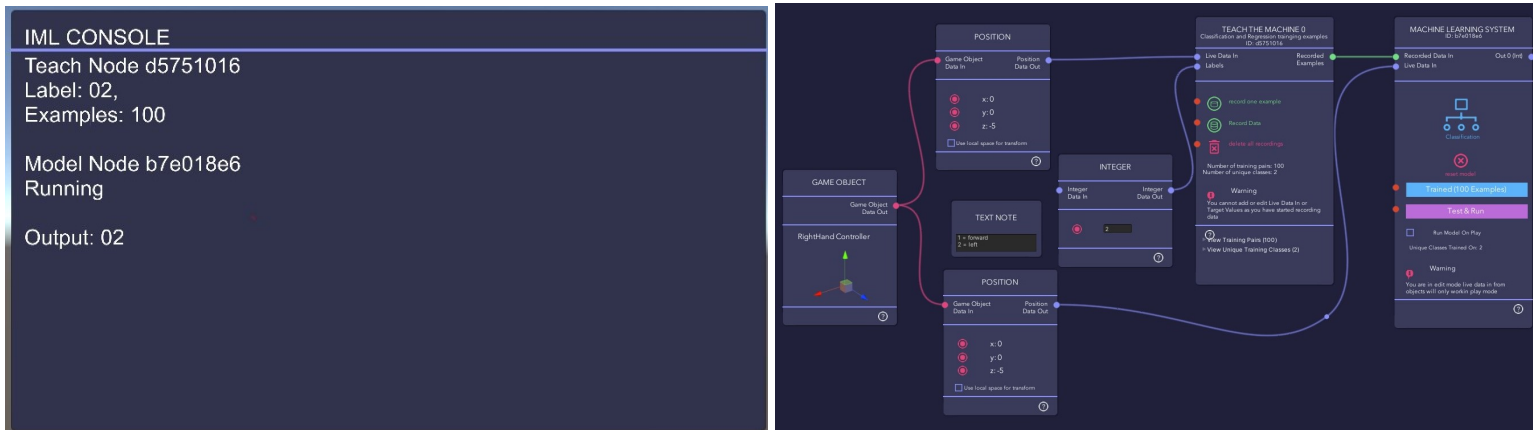 IML CONSOLE
Teach Node d5751016
Label: 02,
Examples: 100
Model Node b7e018e6
Running
Output: 02
GAME OBJECT
Game Object
Data Out
RightHand Controller
POSITION
Game Object
Data In
Position
Data Out
x: 0
y: 0
z: -5
Use local space for transform
TEXT NOTE
1 = forward
2 = left
INTEGER
Integer
Data In
Integer
Data Out
2
POSITION
Game Object
Data In
Position
Data Out
x: 0
y: 0
z: -5
Use local space for transform
TEACH THE MACHINE 0
Classification and Regression trainging examples
ID: d5751016
Live Data In
Labels
Recorded
Examples
record one example
Record Data
delete all recordings
Number of training pairs: 100
Number of unique classes: 2
Warning
You cannot add or edit Live Data In or
Target Values as you have started recording
data
View Training Pairs (100)
View Unique Training Classes (2)
MACHINE LEARNING SYSTEM
ID: b7e018e6
Recorded Data In
Live Data In
Out 0 (Int)
Classification
reset model
Trained (100 Examples)
Test & Run
Run Model On Play
Unique Classes Trained On: 2
Warning
You are in edit mode live data in from
objects will only workin play mode